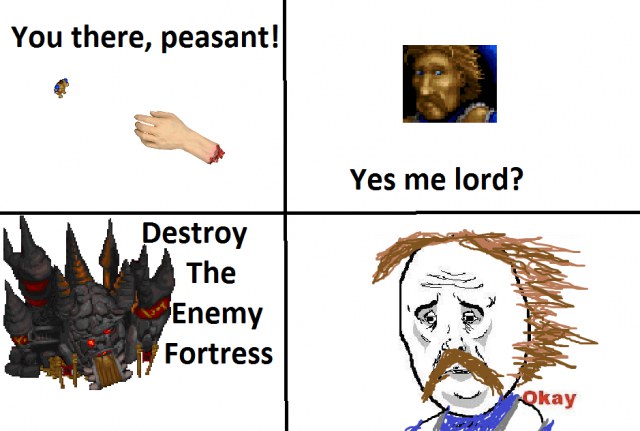 You there, peasant!
Yes me lord?
Destroy
The
Enemy
Fortress
Okay